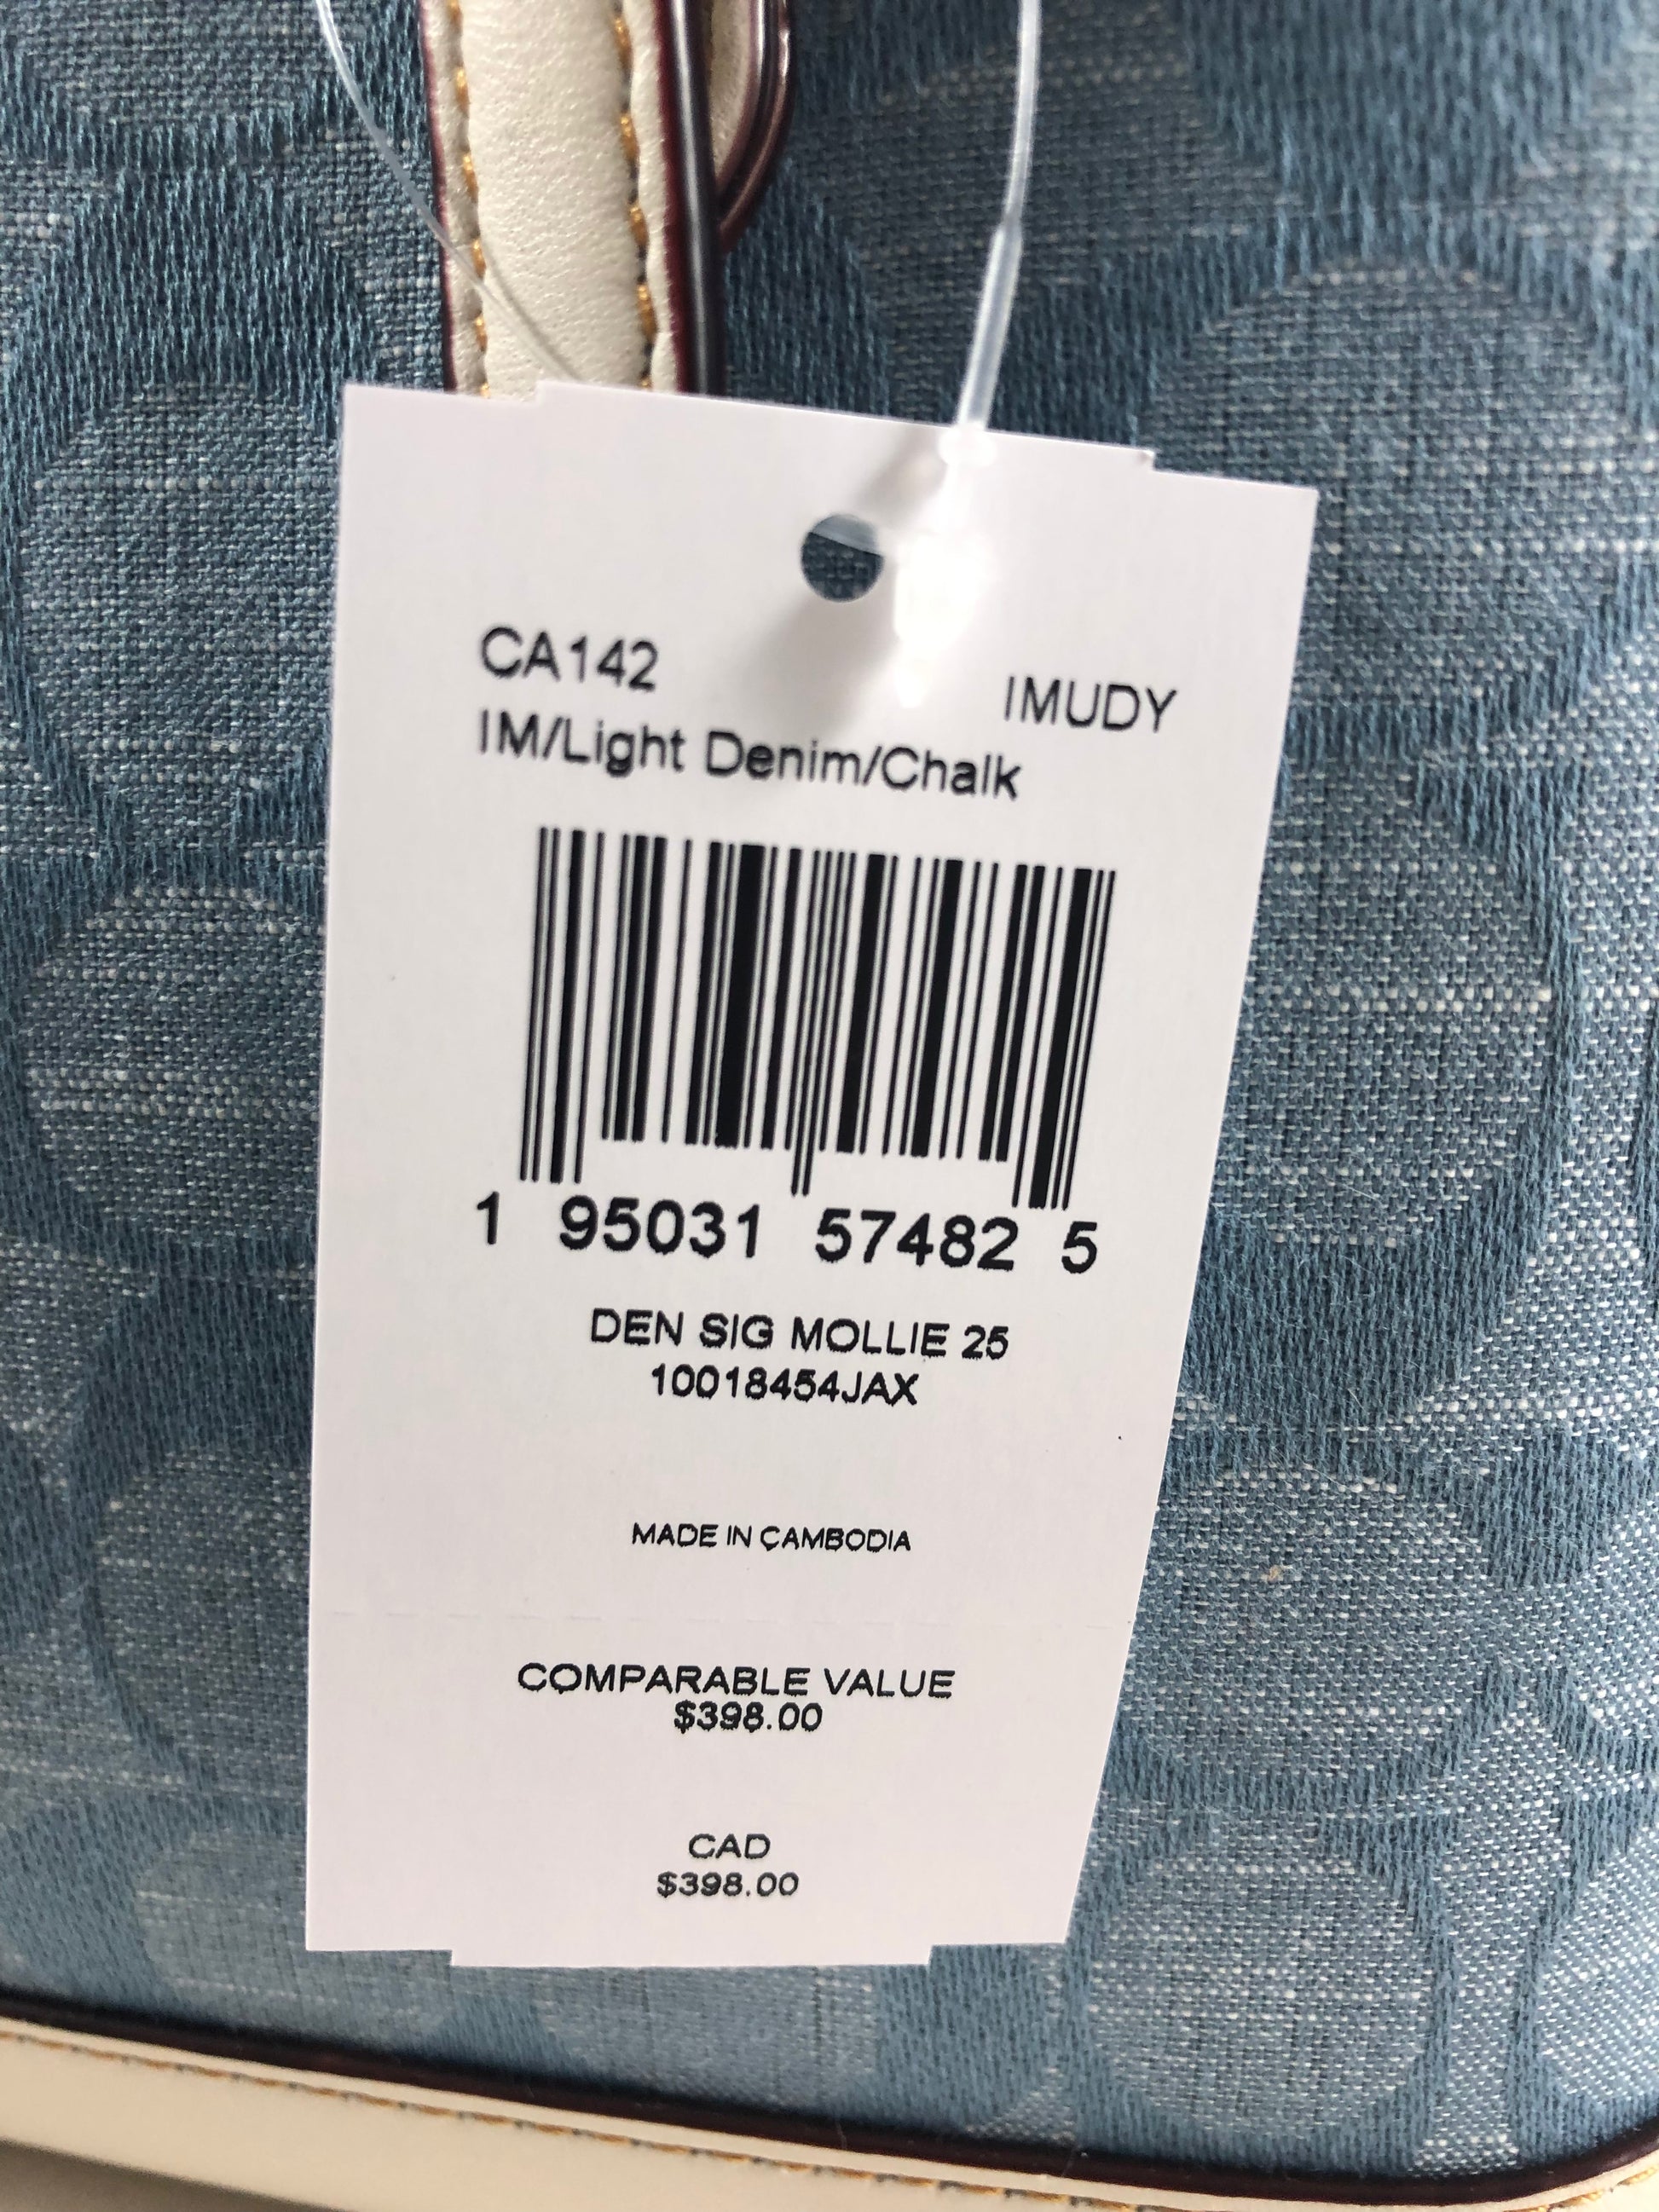 CA142 IMUDY
IM/Light Denim/Chalk
1 95031 57482 5
DEN SIG MOLLIE 25
10018454JAX
MADE IN CAMBODIA
COMPARABLE VALUE
$398.00
CAD
$398.00